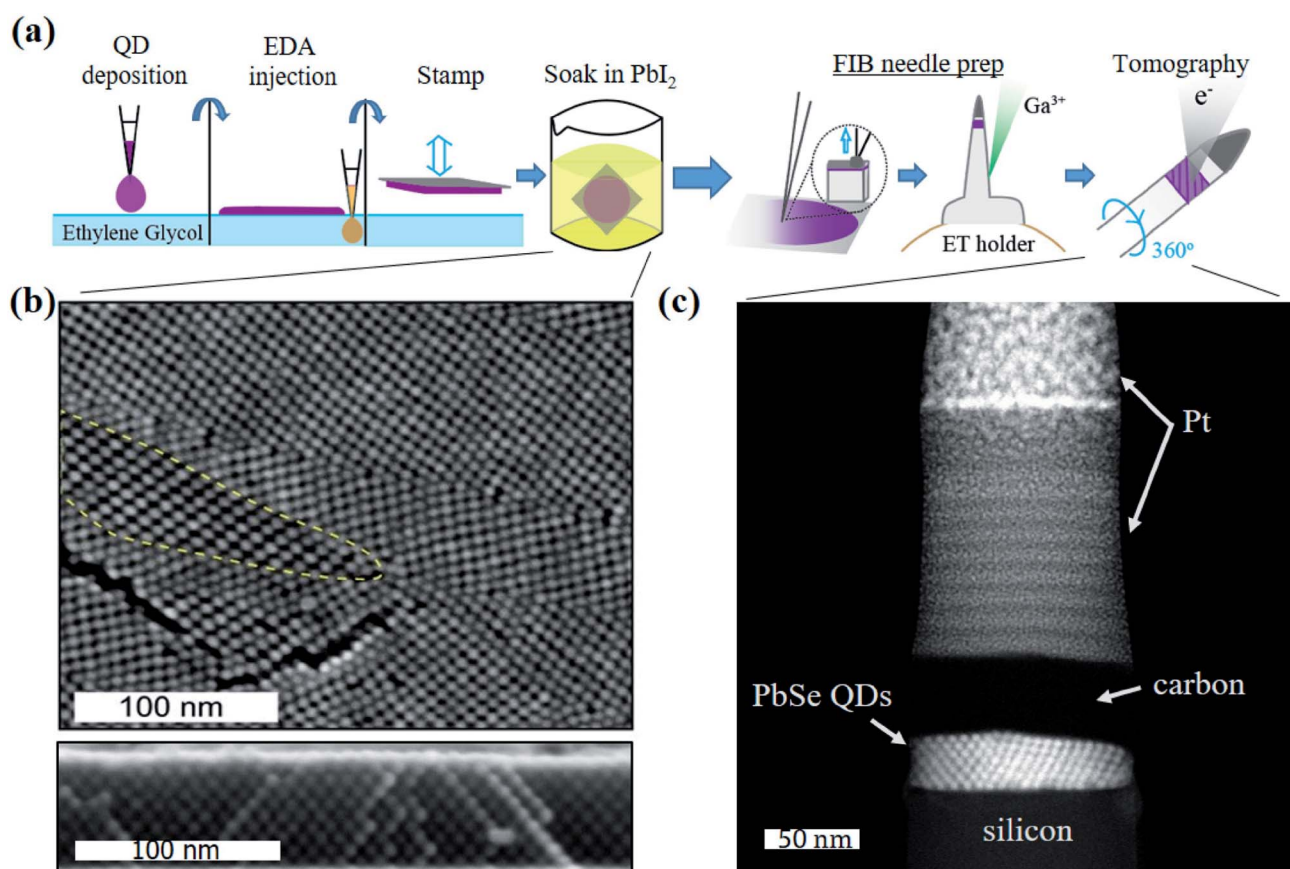 (a)
QD
deposition
EDA
injection
Stamp
Soak in PbI₂
FIB needle prep
Tomography
e⁻
Ga³⁺
Ethylene Glycol
ET holder
360º
(b)
100 nm
100 nm
(c)
Pt
carbon
PbSe QDs
silicon
50 nm